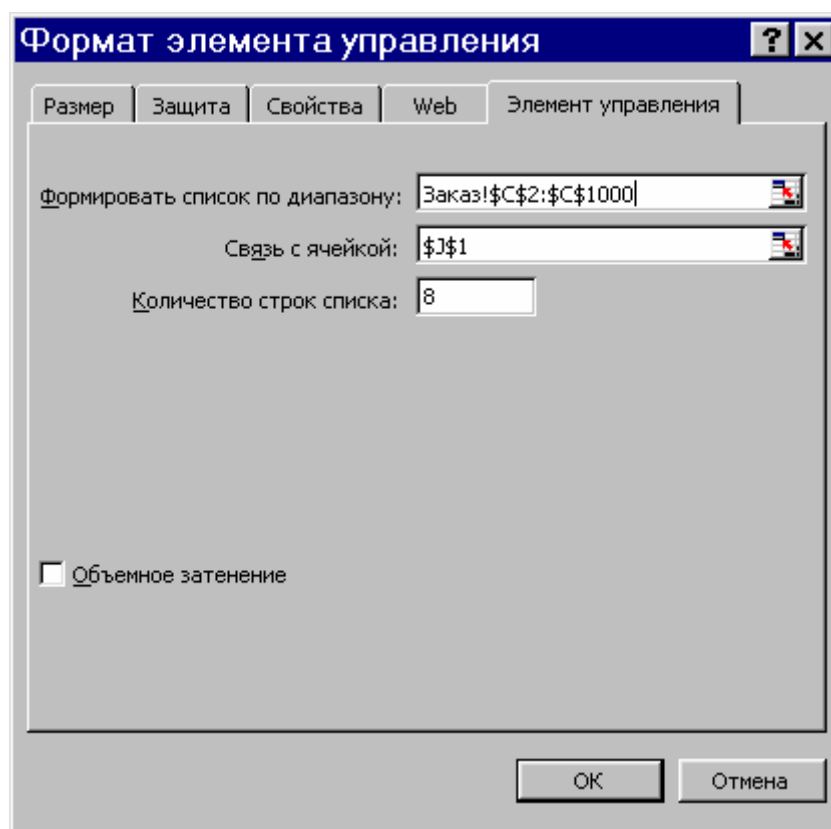 Формат элемента управления
Размер Защита Свойства Web Элемент управления
Формировать список по диапазону: Заказ!$C$2:$C$1000
Связь с ячейкой: $J$1
Количество строк списка: 8
Объемное затенение
ОК Отмена